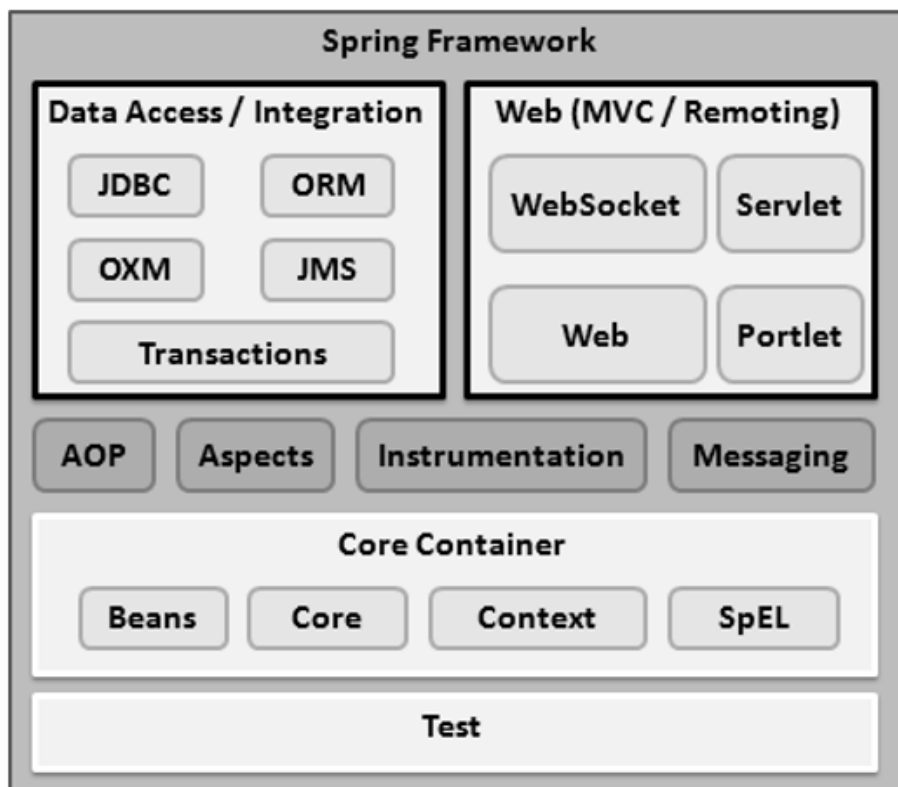 Spring Framework
Data Access / Integration
JDBC
ORM
OXM
JMS
Transactions
Web (MVC / Remoting)
WebSocket
Servlet
Web
Portlet
AOP
Aspects
Instrumentation
Messaging
Core Container
Beans
Core
Context
SpEL
Test